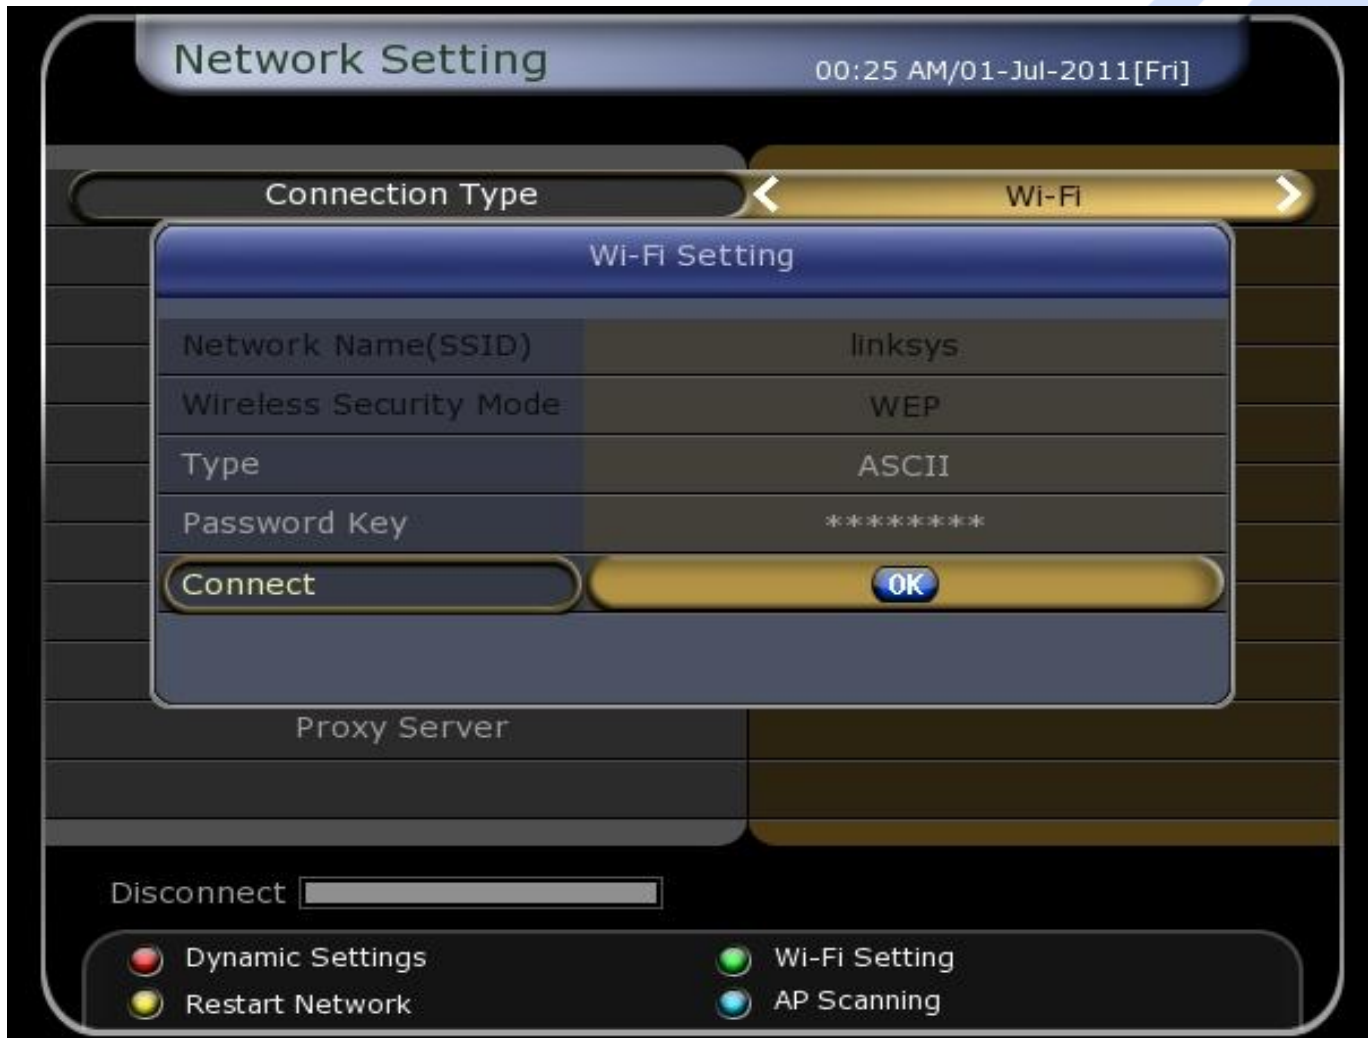 Network Setting
00:25 AM/01-Jul-2011[Fri]
Connection Type
Wi-Fi
Wi-Fi Setting
Network Name(SSID)
linksys
Wireless Security Mode
WEP
Type
ASCII
Password Key
********
Connect
OK
Proxy Server
Disconnect
Dynamic Settings
Wi-Fi Setting
Restart Network
AP Scanning